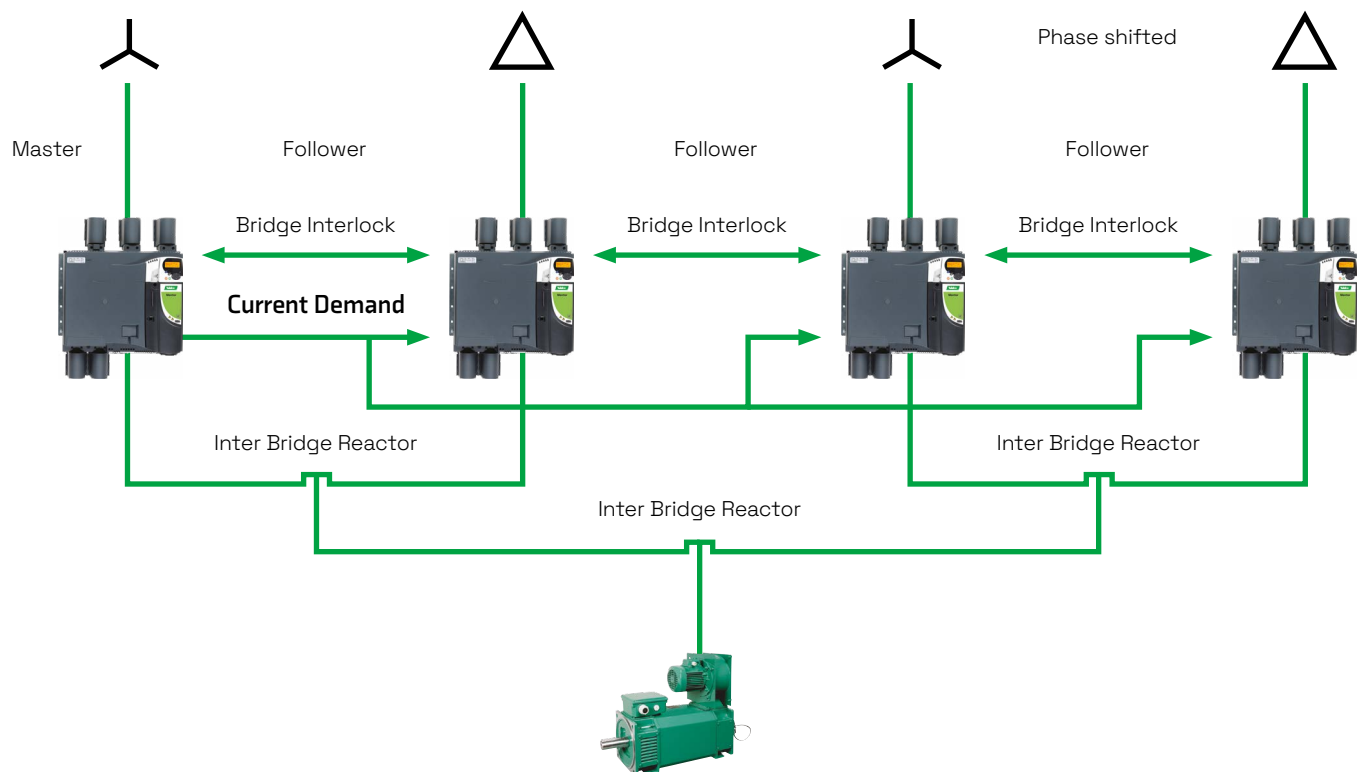 Phase shifted
Master
Follower
Follower
Follower
Bridge Interlock
Bridge Interlock
Bridge Interlock
Current Demand
Inter Bridge Reactor
Inter Bridge Reactor
Inter Bridge Reactor